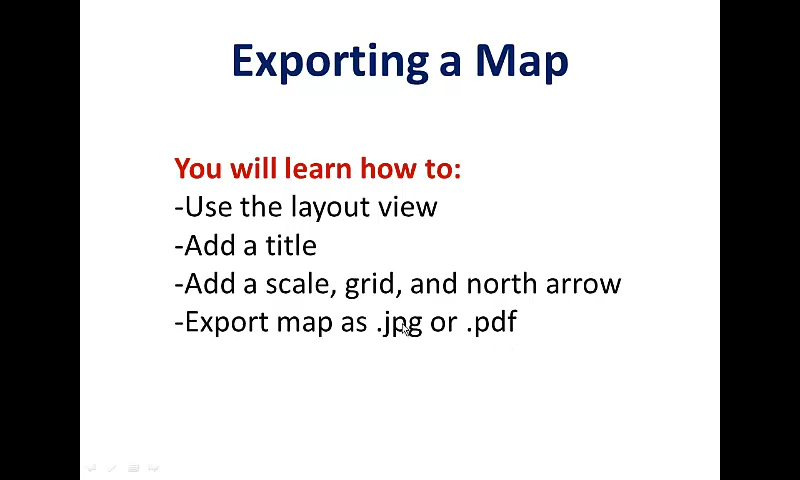 Exporting a Map
You will learn how to:
-Use the layout view
-Add a title
-Add a scale, grid, and north arrow
-Export map as .jpg or .pdf